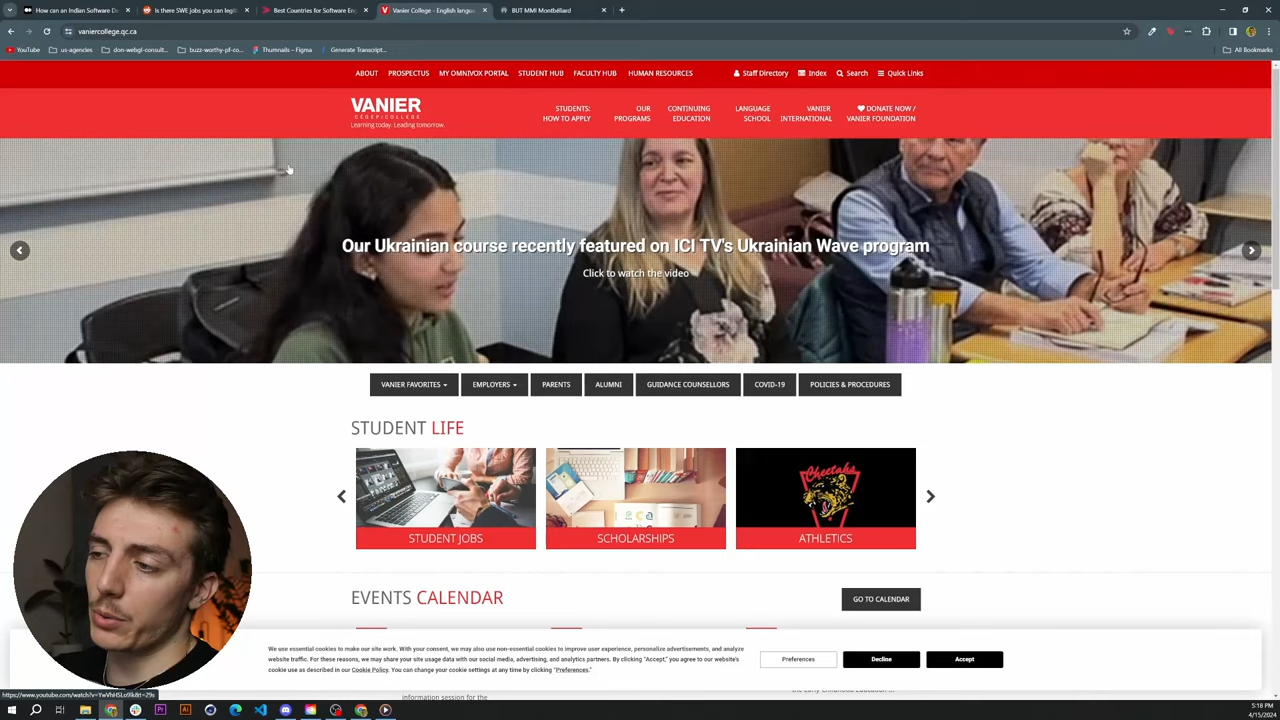 How can an Indian Software De
Is there SWE jobs you can legit
Best Countries for Software Eng
Vanier College - English langu
BUT MMI Montbéliard
vaniercollege.qc.ca
YouTube
us-agencies
don-webgl-consult...
buzz-worthy-pf-co...
Thumnails – Figma
Generate Transcript...
All Bookmarks
ABOUT PROSPECTUS MY OMNIVOX PORTAL STUDENT HUB FACULTY HUB HUMAN RESOURCES Staff Directory Index Search Quick Links
VANIER
CÉGEP/COLLEGE
Learning today. Leading tomorrow.
STUDENTS:
HOW TO APPLY
OUR
PROGRAMS
CONTINUING
EDUCATION
LANGUAGE
SCHOOL
VANIER
INTERNATIONAL
DONATE NOW /
VANIER FOUNDATION
Our Ukrainian course recently featured on ICI TV's Ukrainian Wave program
Click to watch the video
VANIER FAVORITES EMPLOYERS PARENTS ALUMNI GUIDANCE COUNSELLORS COVID-19 POLICIES & PROCEDURES
STUDENT LIFE
Cheetahs
STUDENT JOBS SCHOLARSHIPS ATHLETICS
EVENTS CALENDAR
GO TO CALENDAR
We use essential cookies to make our site work. With your consent, we may also use non-essential cookies to improve user experience, personalize advertisements, and analyze
website traffic. For these reasons, we may share your site usage data with our social media, advertising, and analytics partners. By clicking "Accept," you agree to our website's
cookie use as described in our Cookie Policy. You can change your cookie settings at any time by clicking "Preferences."
Preferences Decline Accept
information session for the
5:18 PM
4/15/2024